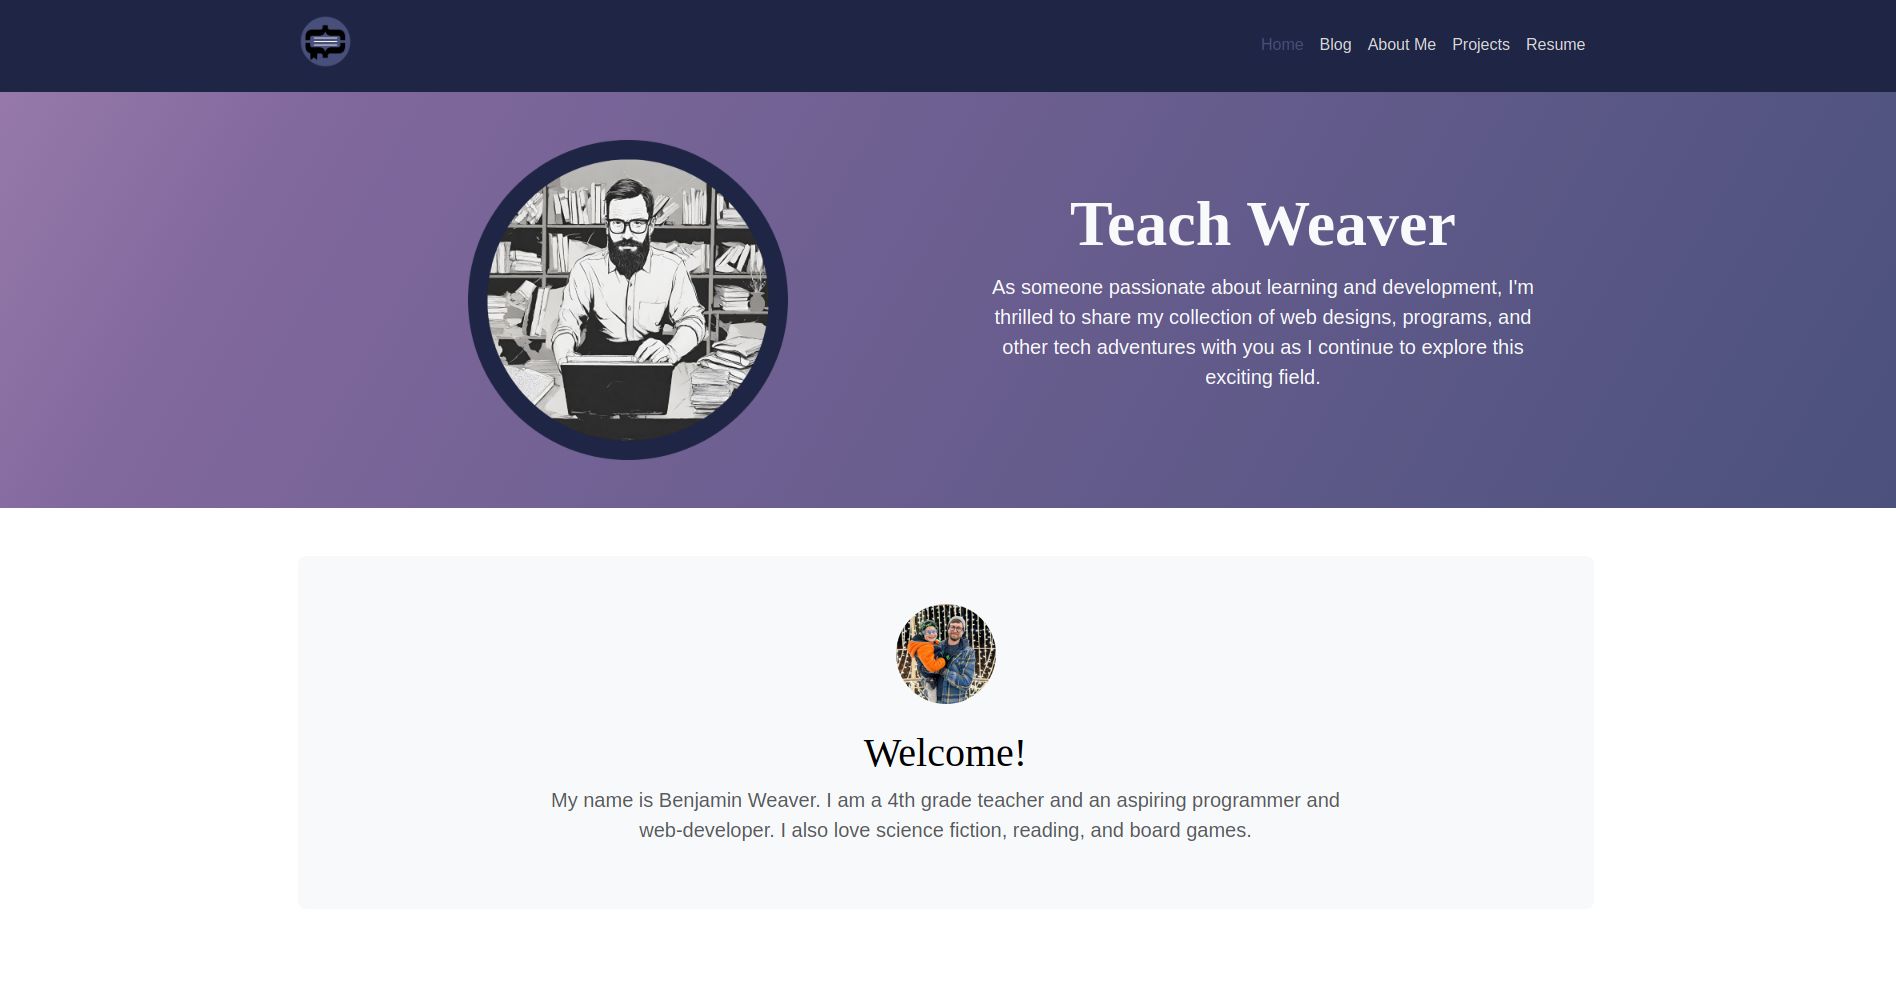 Home Blog About Me Projects Resume
Teach Weaver
As someone passionate about learning and development, I'm
thrilled to share my collection of web designs, programs, and
other tech adventures with you as I continue to explore this
exciting field.
Welcome!
My name is Benjamin Weaver. I am a 4th grade teacher and an aspiring programmer and
web-developer. I also love science fiction, reading, and board games.